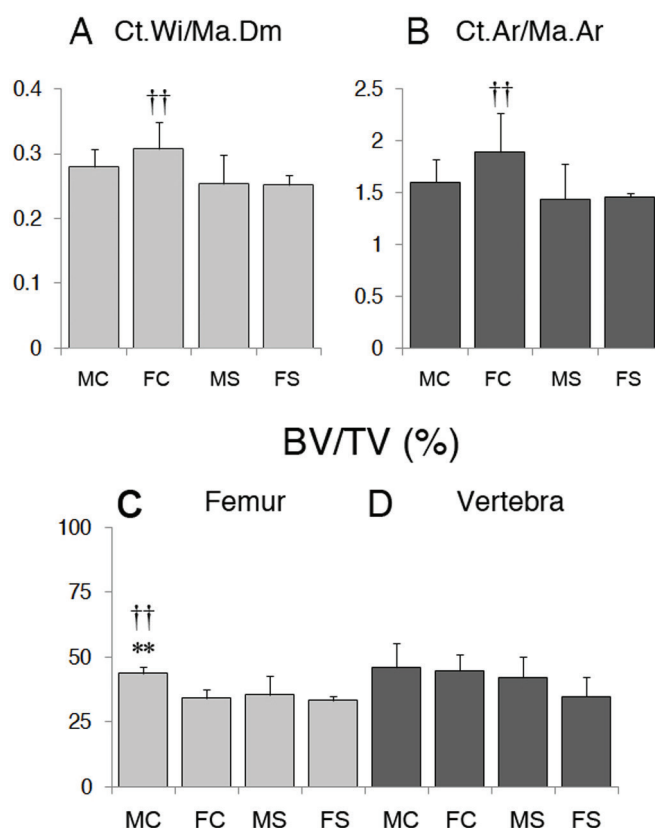 A Ct.Wi/Ma.Dm
0.4
0.3
0.2
0.1
0
††
MC FC MS FS
B Ct.Ar/Ma.Ar
2.5
2
1.5
1
0.5
0
††
MC FC MS FS
BV/TV (%)
C Femur
D Vertebra
100
75
50
25
0
††
**
MC FC MS FS MC FC MS FS